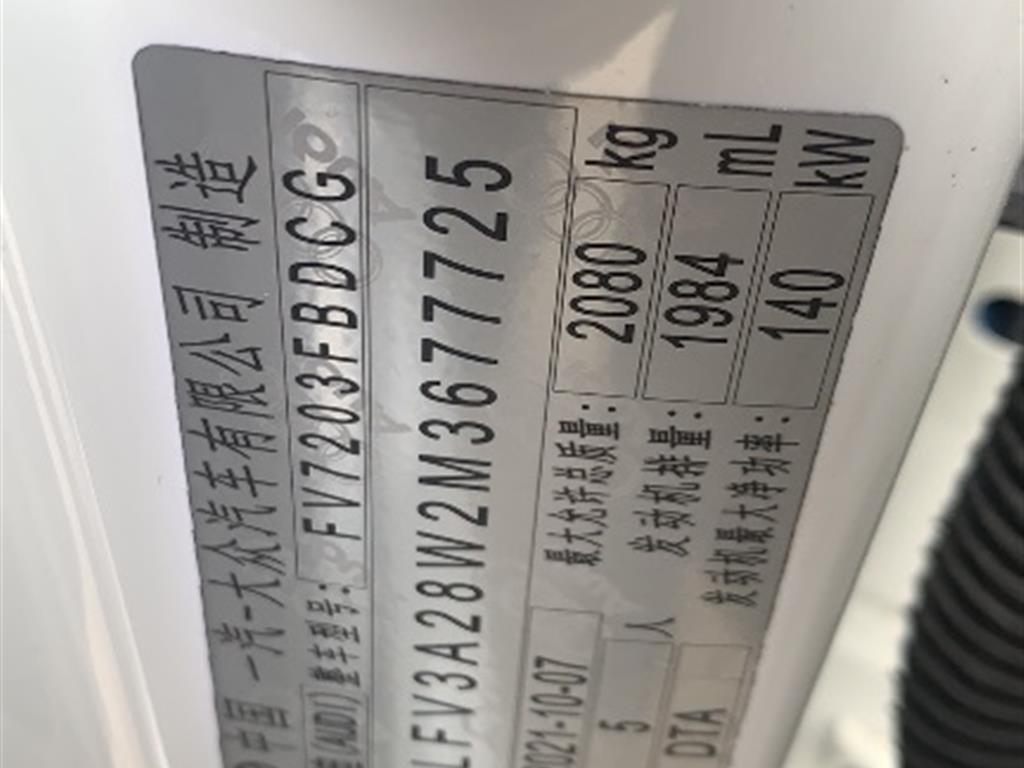 中国 一汽-大众汽车有限公司 制造
(AUDI) 整车型号: FV7203FBDCG
LFV3A28W2M3677725
2021-10-07 最大允许总质量: 2080 kg
5 人 发动机排量: 1984 mL
DTA 发动机最大净功率: 140 kW